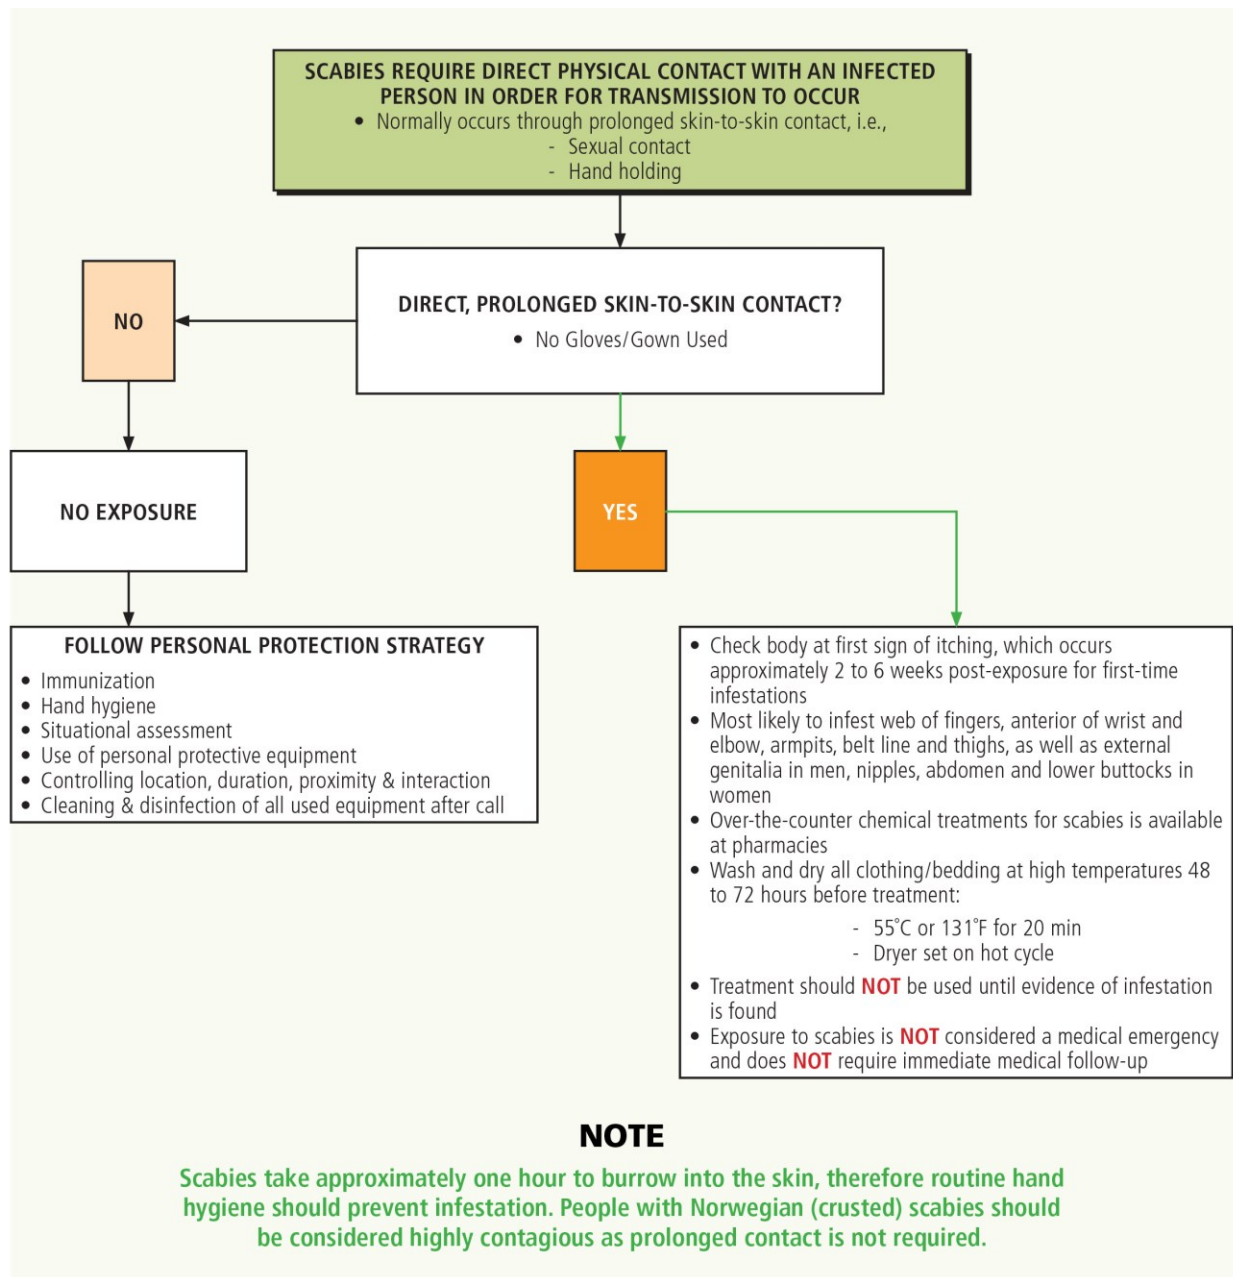 SCABIES REQUIRE DIRECT PHYSICAL CONTACT WITH AN INFECTED
PERSON IN ORDER FOR TRANSMISSION TO OCCUR
• Normally occurs through prolonged skin-to-skin contact, i.e.,
- Sexual contact
- Hand holding
DIRECT, PROLONGED SKIN-TO-SKIN CONTACT?
• No Gloves/Gown Used
NO
NO EXPOSURE
YES
FOLLOW PERSONAL PROTECTION STRATEGY
• Immunization
• Hand hygiene
• Situational assessment
• Use of personal protective equipment
• Controlling location, duration, proximity & interaction
• Cleaning & disinfection of all used equipment after call
• Check body at first sign of itching, which occurs
approximately 2 to 6 weeks post-exposure for first-time
infestations
• Most likely to infest web of fingers, anterior of wrist and
elbow, armpits, belt line and thighs, as well as external
genitalia in men, nipples, abdomen and lower buttocks in
women
• Over-the-counter chemical treatments for scabies is available
at pharmacies
• Wash and dry all clothing/bedding at high temperatures 48
to 72 hours before treatment:
- 55˚C or 131˚F for 20 min
- Dryer set on hot cycle
• Treatment should NOT be used until evidence of infestation
is found
• Exposure to scabies is NOT considered a medical emergency
and does NOT require immediate medical follow-up
NOTE
Scabies take approximately one hour to burrow into the skin, therefore routine hand
hygiene should prevent infestation. People with Norwegian (crusted) scabies should
be considered highly contagious as prolonged contact is not required.